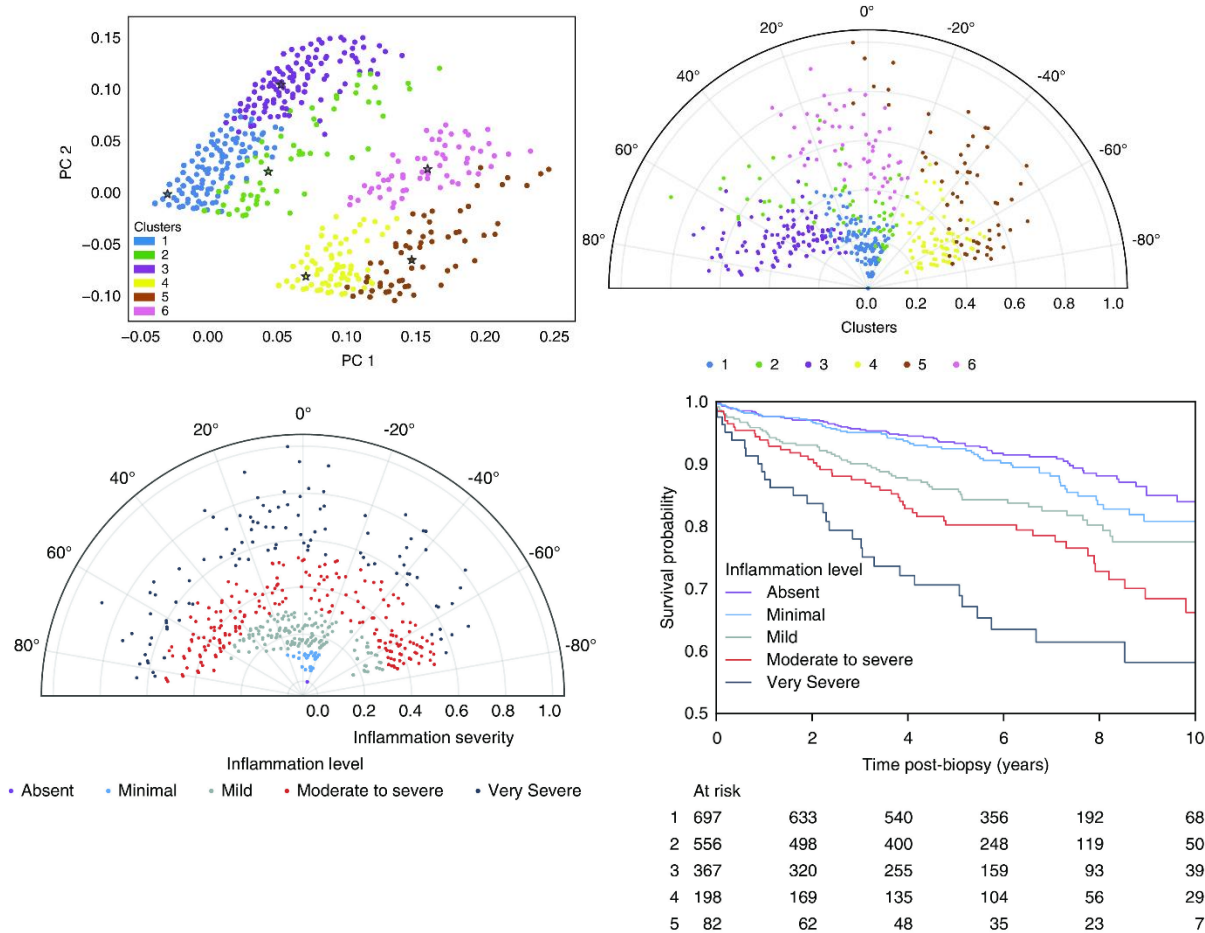 0.15
0.10
0.05
0.00
−0.05
−0.10
PC 2
Clusters
1
2
3
4
5
6
−0.05 0.00 0.05 0.10 0.15 0.20 0.25
PC 1
0°
20° -20°
40° -40°
60° -60°
80° -80°
0.0 0.2 0.4 0.6 0.8 1.0
Clusters
1 2 3 4 5 6
0°
20° -20°
40° -40°
60° -60°
80° -80°
0.0 0.2 0.4 0.6 0.8 1.0
Inflammation severity
Inflammation level
Absent Minimal Mild Moderate to severe Very Severe
1.0
0.9
0.8
0.7
0.6
0.5
Survival probability
Inflammation level
Absent
Minimal
Mild
Moderate to severe
Very Severe
0 2 4 6 8 10
Time post-biopsy (years)
At risk
1 697 633 540 356 192 68
2 556 498 400 248 119 50
3 367 320 255 159 93 39
4 198 169 135 104 56 29
5 82 62 48 35 23 7